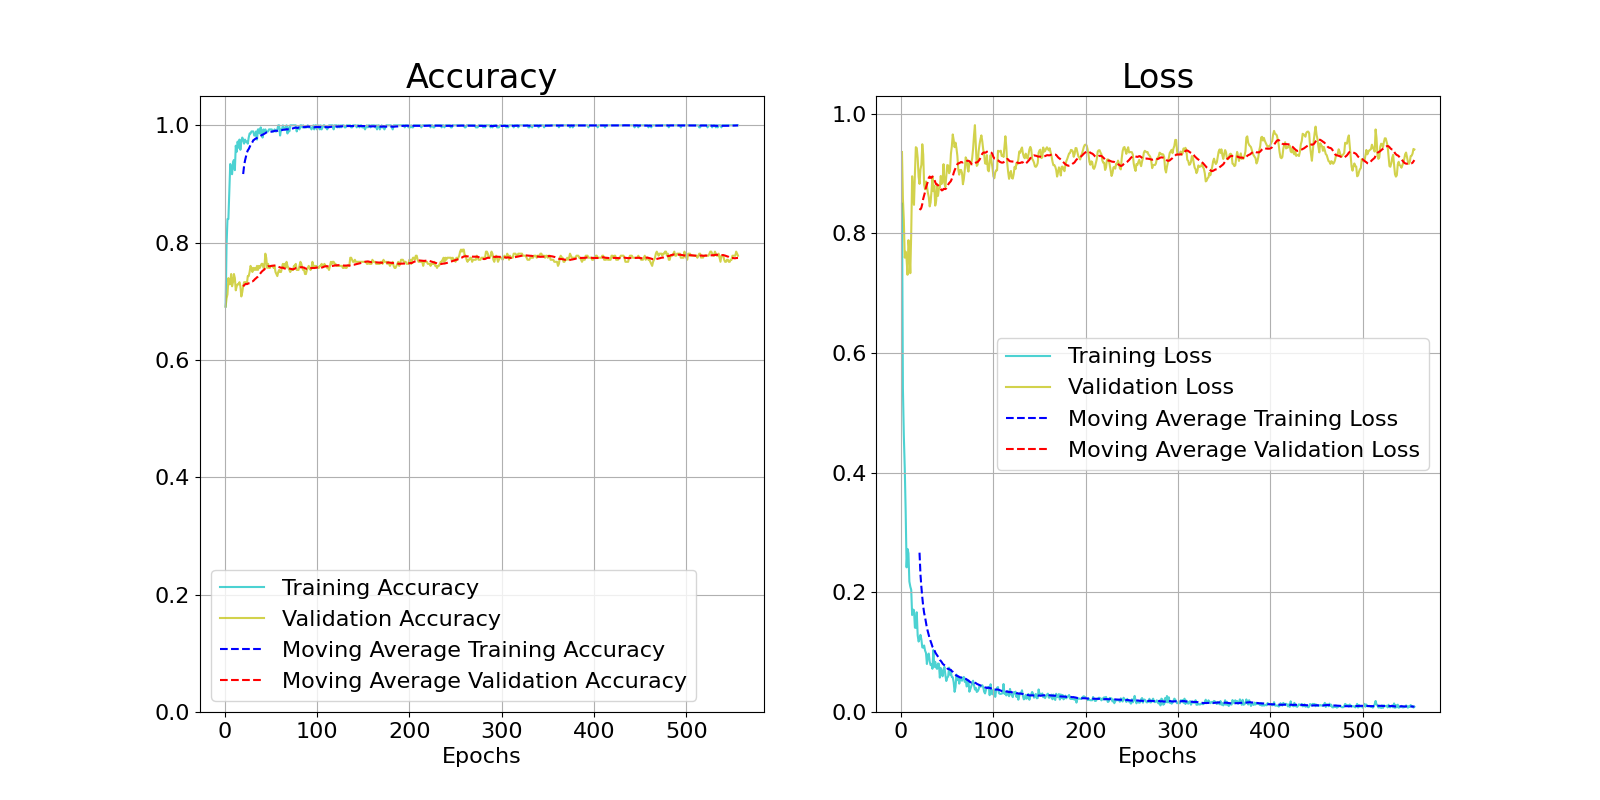 Accuracy
1.0
0.8
0.6
0.4
0.2
0.0
0 100 200 300 400 500
Epochs
Training Accuracy
Validation Accuracy
Moving Average Training Accuracy
Moving Average Validation Accuracy
Loss
1.0
0.8
0.6
0.4
0.2
0.0
0 100 200 300 400 500
Epochs
Training Loss
Validation Loss
Moving Average Training Loss
Moving Average Validation Loss